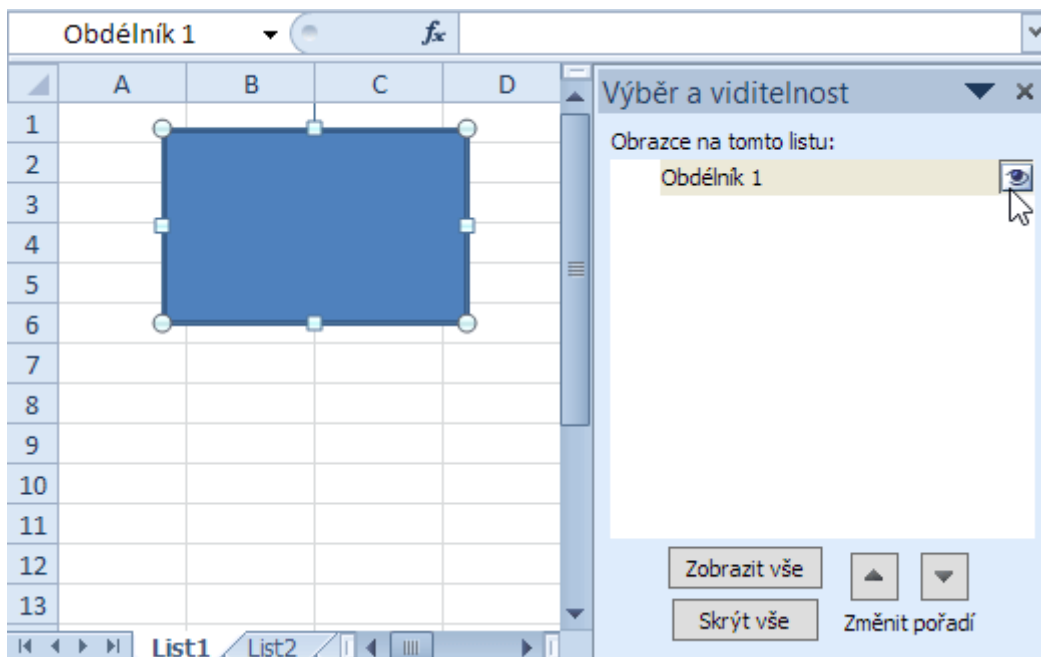 Obdélník 1
fx
A B C D
1
2
3
4
5
6
7
8
9
10
11
12
13
List1 List2
Výběr a viditelnost
Obrazce na tomto listu:
Obdélník 1
Zobrazit vše
Skrýt vše
Změnit pořadí